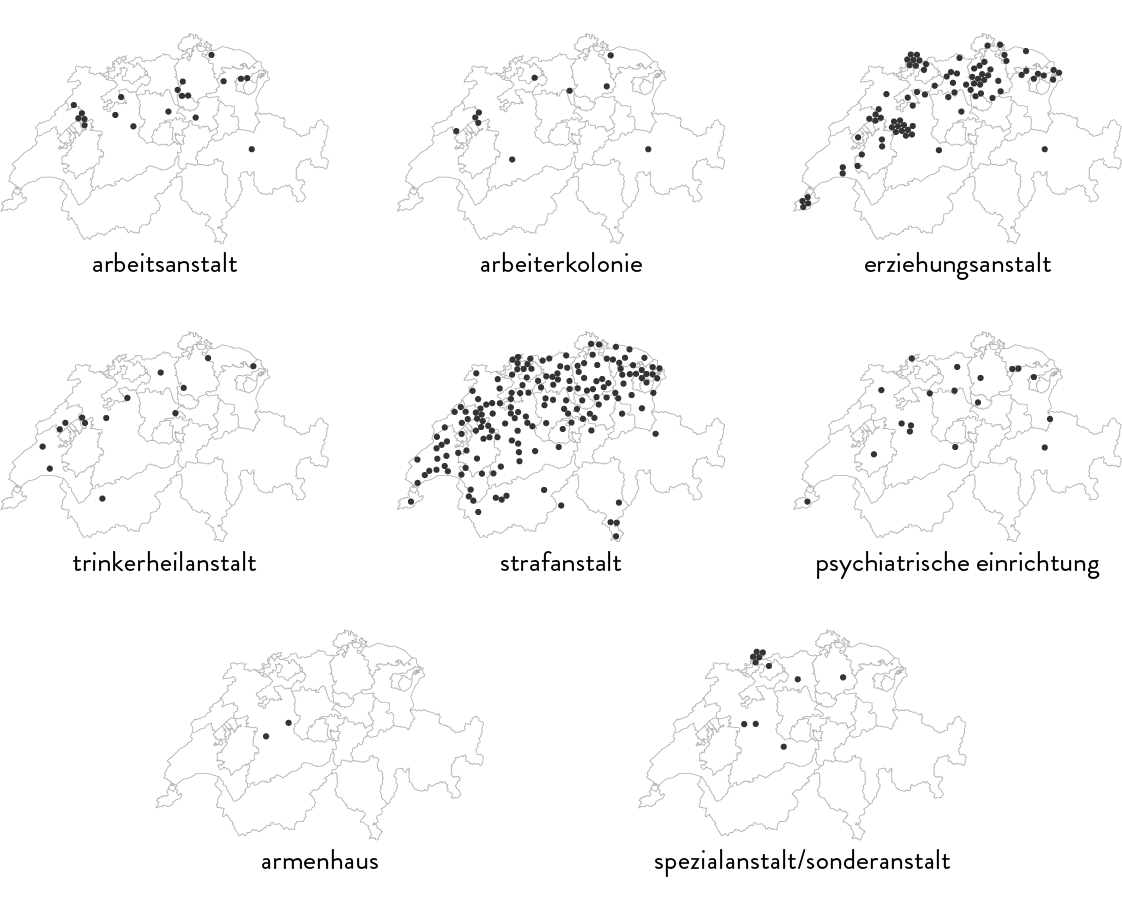 arbeitsanstalt
arbeiterkolonie
erziehungsanstalt
trinkerheilanstalt
strafanstalt
psychiatrische einrichtung
armenhaus
spezialanstalt/sonderanstalt